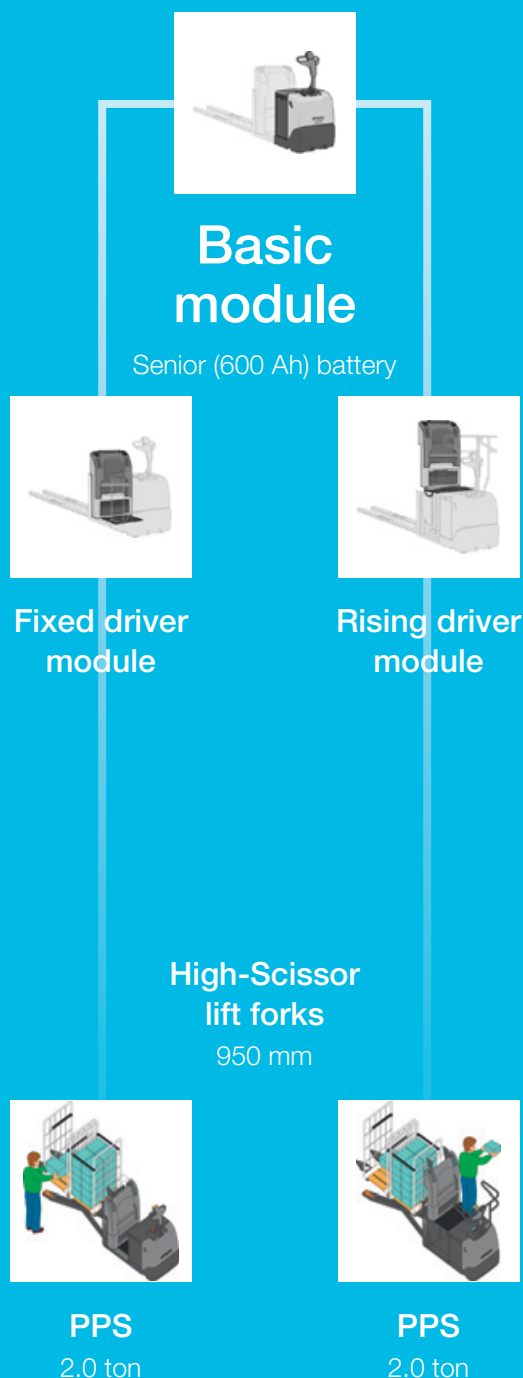 Basic
module
Senior (600 Ah) battery
Fixed driver
module
Rising driver
module
High-Scissor
lift forks
950 mm
PPS
2.0 ton
PPS
2.0 ton